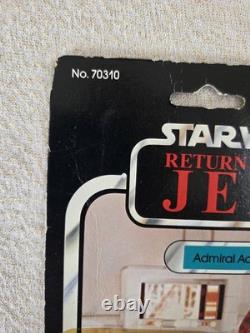 No. 70310
STAR
RETURN
JE
Admiral Ac